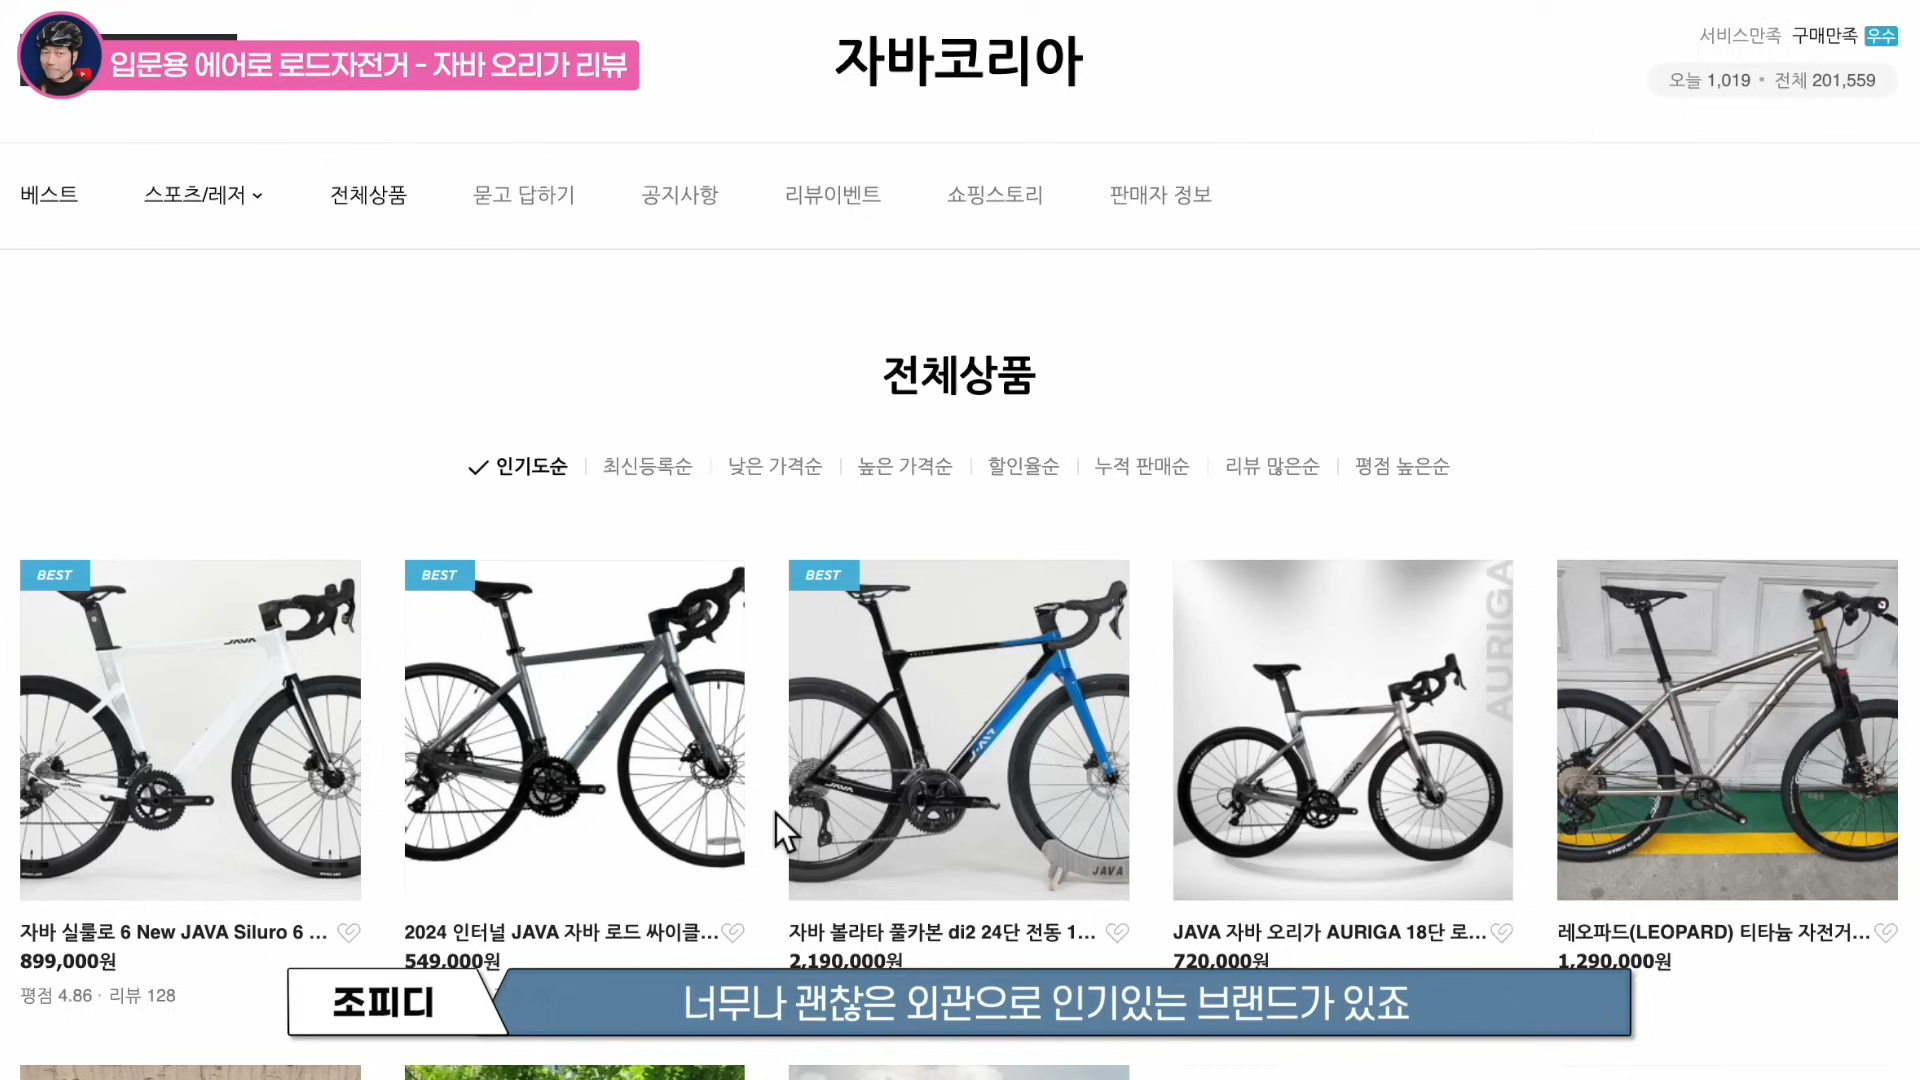 입문용 에어로 로드자전거 - 자바 오리가 리뷰
자바코리아
서비스만족 구매만족 우수
오늘 1,019 • 전체 201,559
베스트 스포츠/레저 전체상품 묻고 답하기 공지사항 리뷰이벤트 쇼핑스토리 판매자 정보
전체상품
인기도순 최신등록순 낮은 가격순 높은 가격순 할인율순 누적 판매순 리뷰 많은순 평점 높은순
BEST BEST BEST
JAVA
JAVA
JAVA
JAVA
AURIGA
JAVA
자바 실룰로 6 New JAVA Siluro 6 ...
899,000원
평점 4.86 · 리뷰 128
2024 인터널 JAVA 자바 로드 싸이클...
549,000원
자바 볼라타 풀카본 di2 24단 전동 1...
2,190,000원
JAVA 자바 오리가 AURIGA 18단 로...
720,000원
레오파드(LEOPARD) 티타늄 자전거...
1,290,000원
조피디
너무나 괜찮은 외관으로 인기있는 브랜드가 있죠